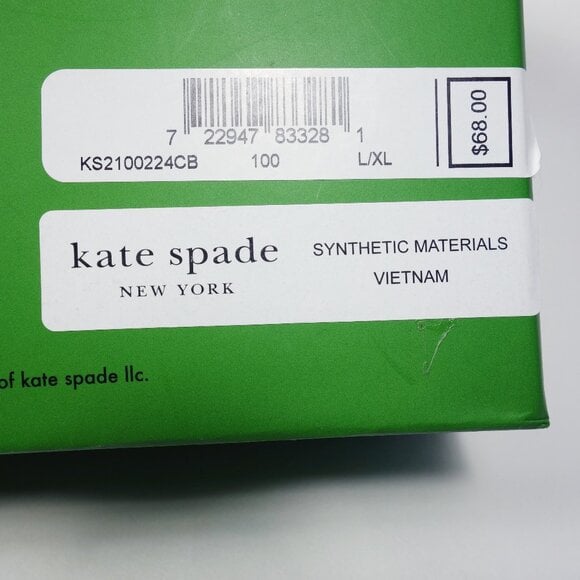 7 22947 83328 1
KS2100224CB 100 L/XL
$68.00
kate spade
NEW YORK
SYNTHETIC MATERIALS
VIETNAM
of kate spade llc.